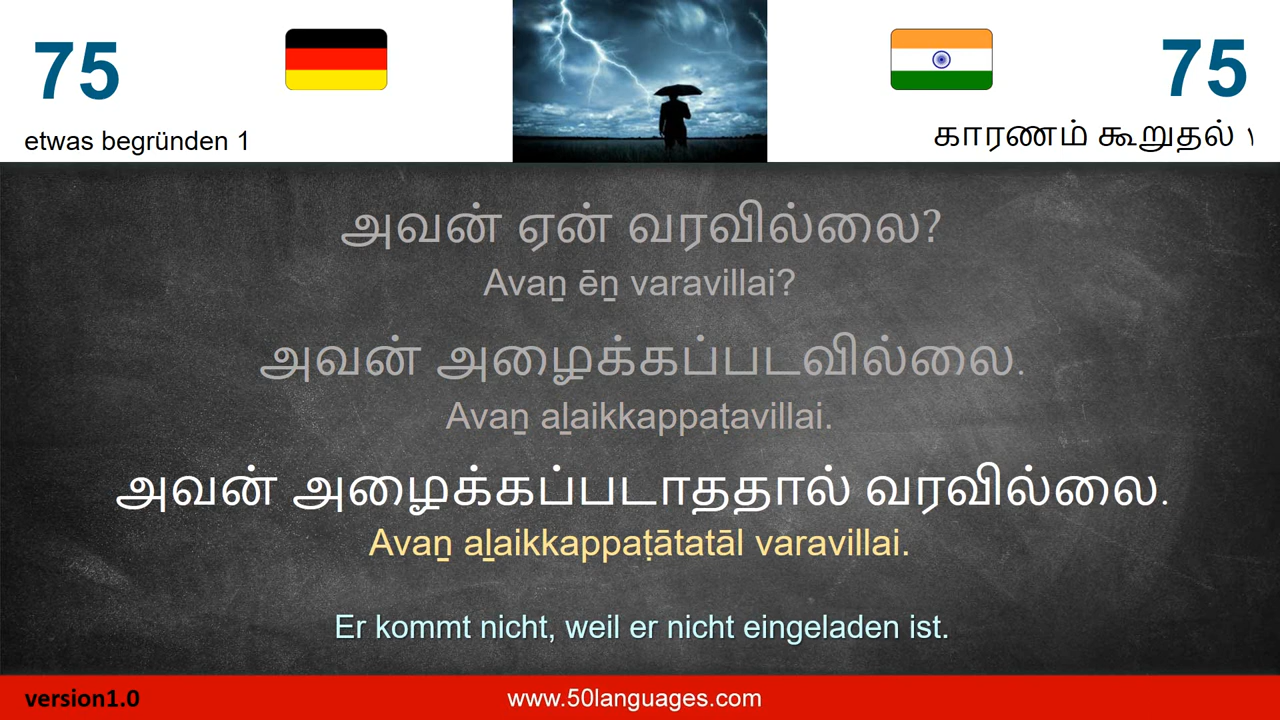 75
75
etwas begründen 1
காரணம் கூறுதல்
அவன் ஏன் வரவில்லை?
Avaṉ ēṉ varavillai?
அவன் அழைக்கப்படவில்லை.
Avaṉ aḻaikkappaṭavillai.
அவன் அழைக்கப்படாததால் வரவில்லை.
Avaṉ aḻaikkappaṭātatāl varavillai.
Er kommt nicht, weil er nicht eingeladen ist.
version1.0
www.50languages.com